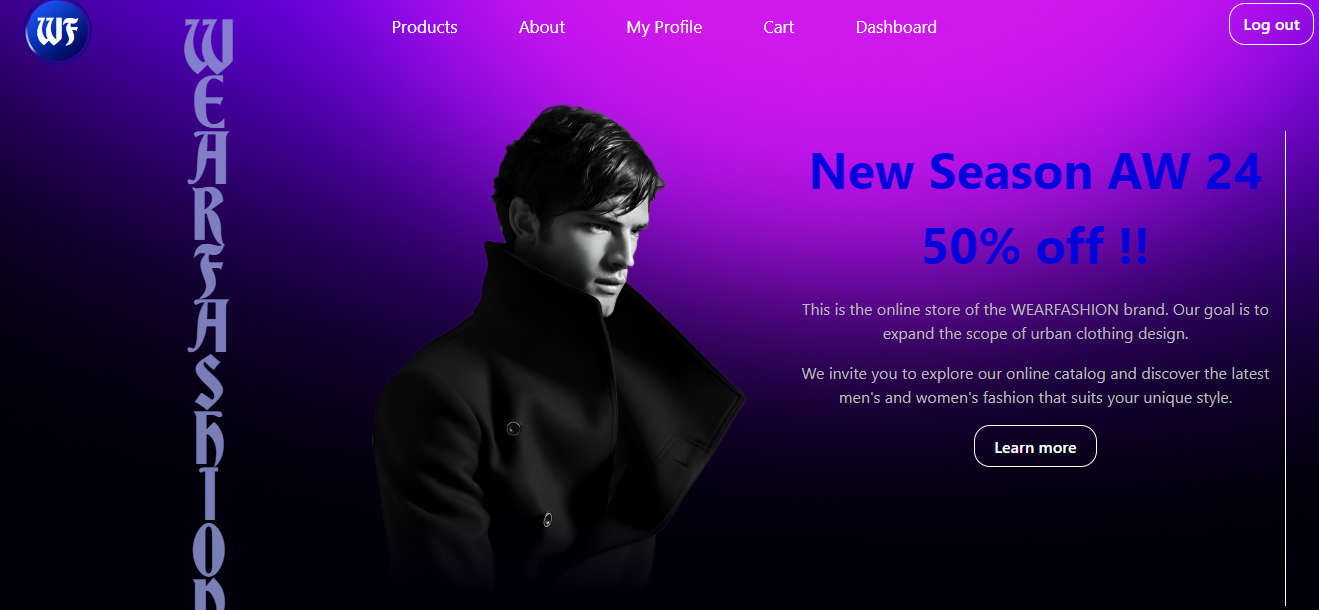 WF
Products About My Profile Cart Dashboard
Log out
WEARFASHION
New Season AW 24
50% off !!
This is the online store of the WEARFASHION brand. Our goal is to
expand the scope of urban clothing design.
We invite you to explore our online catalog and discover the latest
men's and women's fashion that suits your unique style.
Learn more